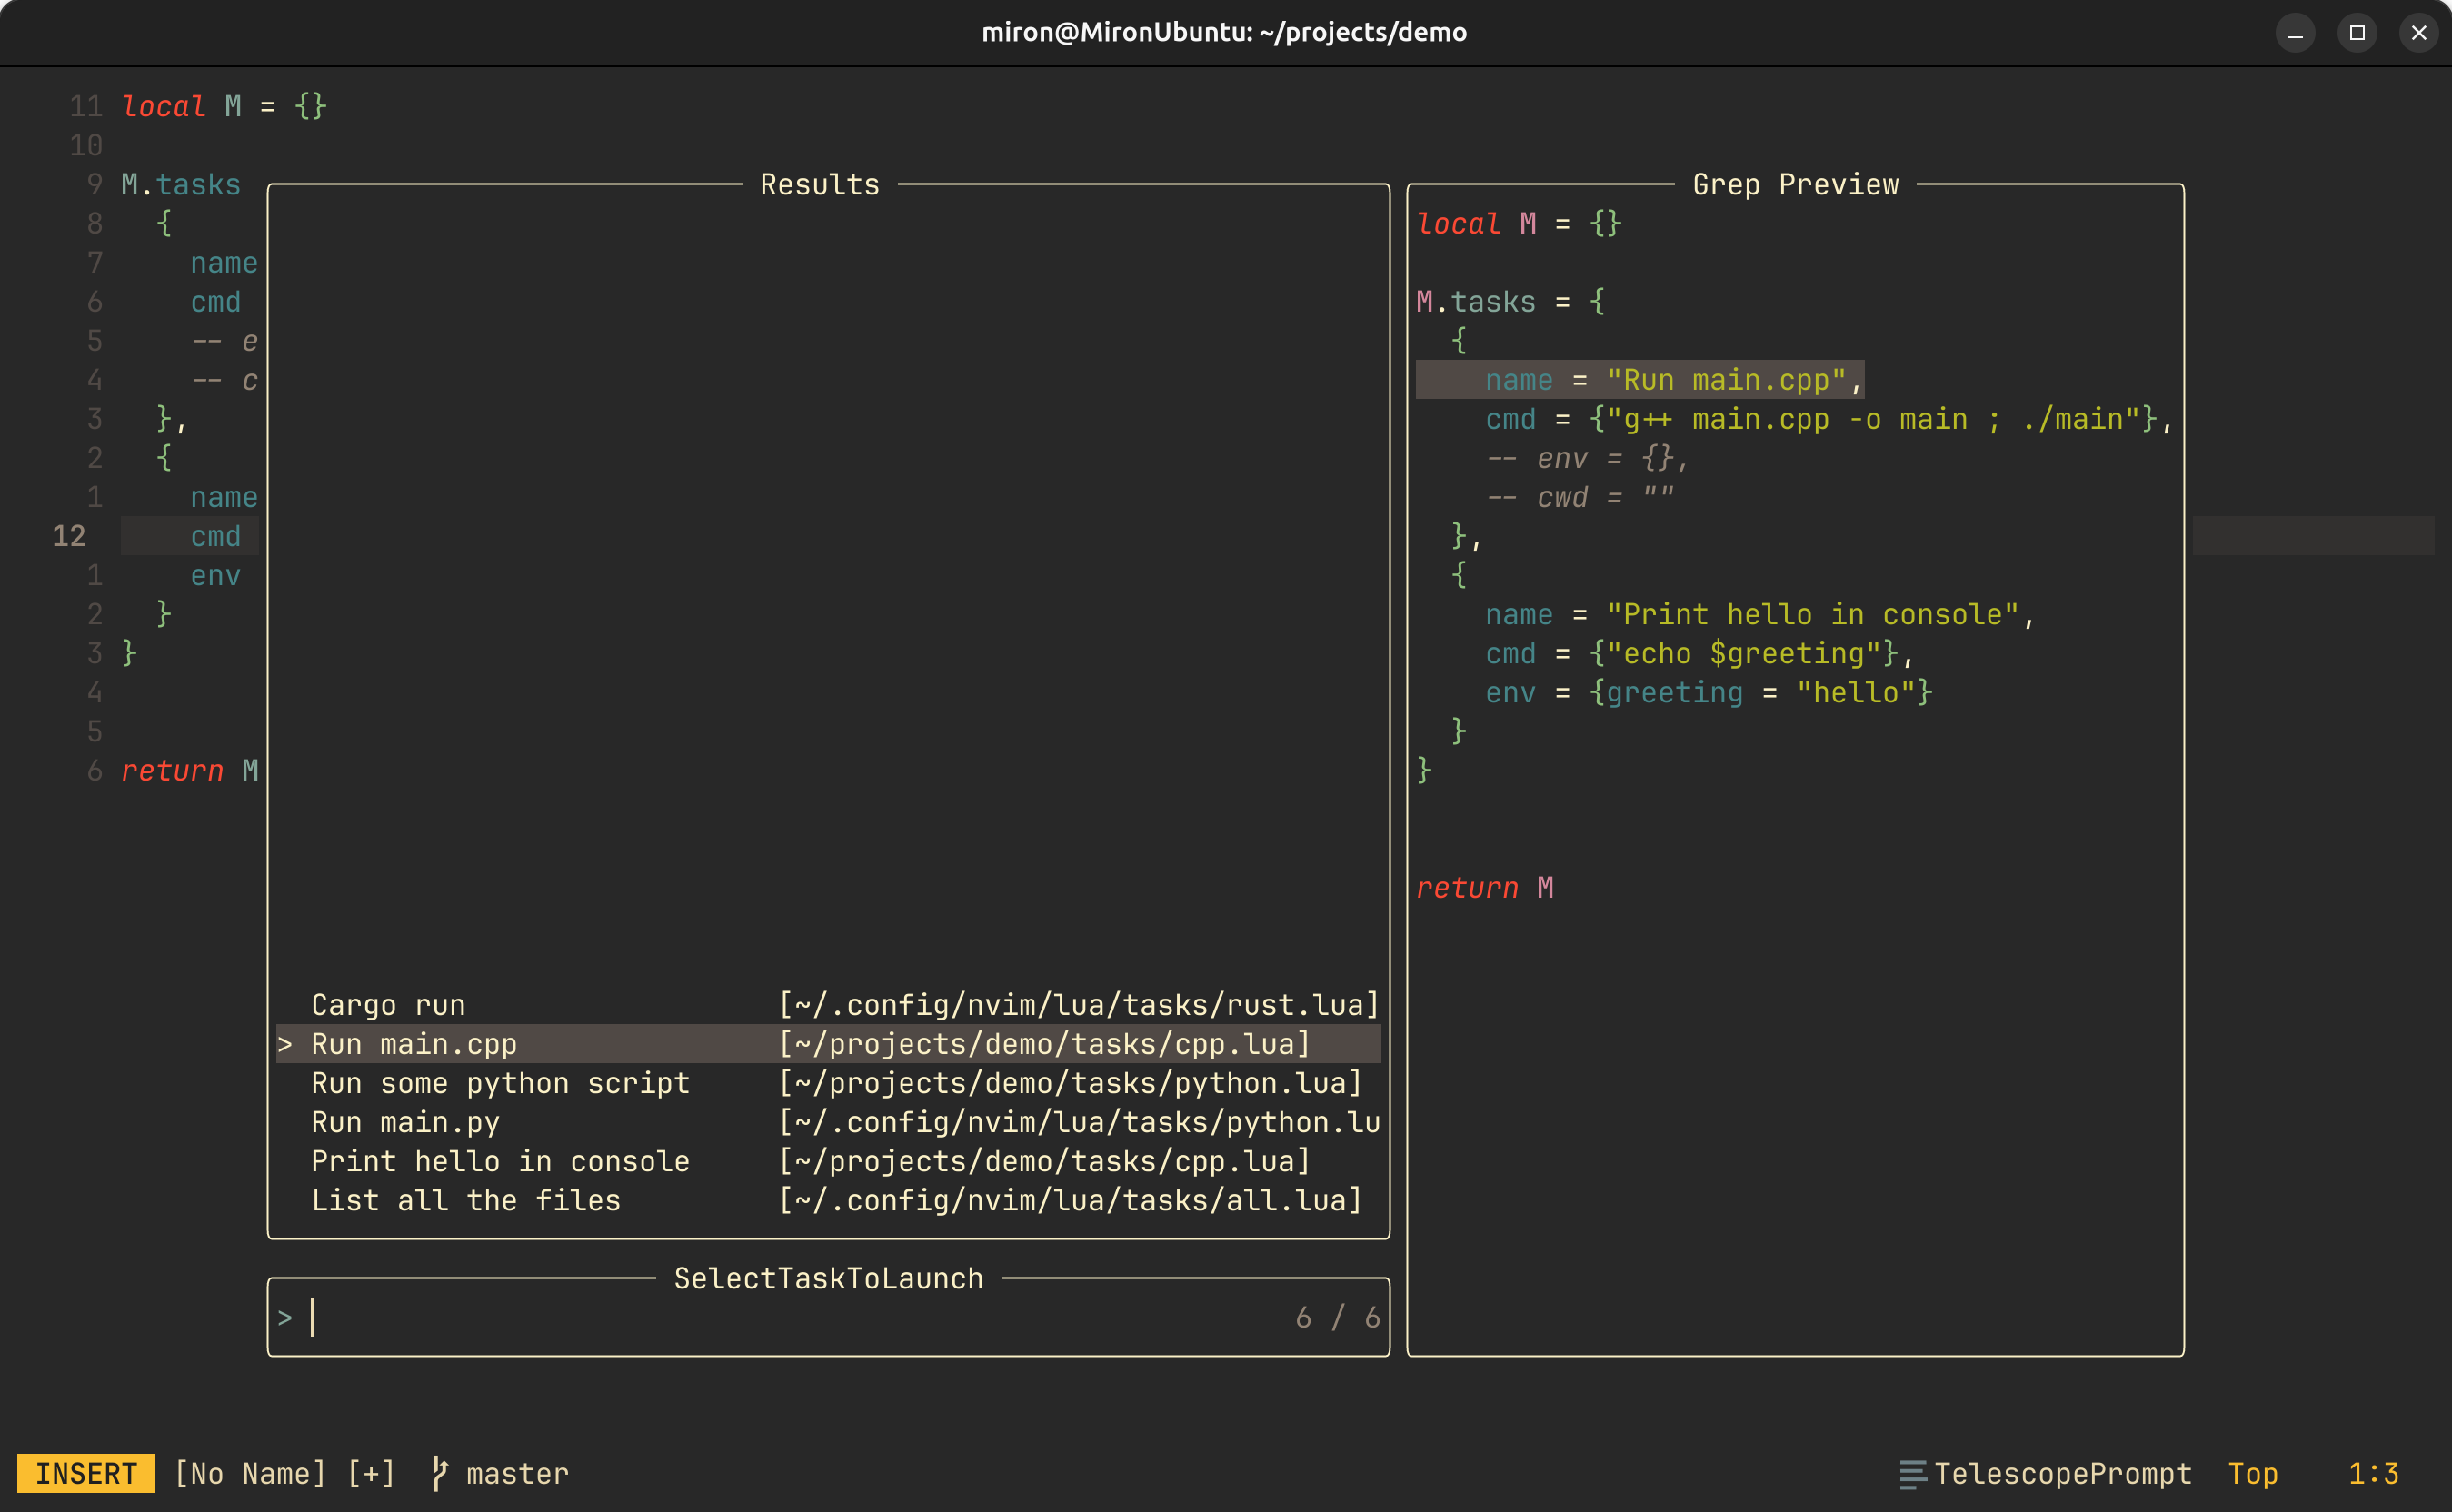 miron@MironUbuntu: ~/projects/demo
11 local M = {}
10
9 M.tasks
8 {
7 name
6 cmd
5 -- e
4 -- c
3 },
2 {
1 name
12 cmd
1 env
2 }
3 }
4
5
6 return M
Results
Cargo run [~/.config/nvim/lua/tasks/rust.lua]
> Run main.cpp [~/projects/demo/tasks/cpp.lua]
Run some python script [~/projects/demo/tasks/python.lua]
Run main.py [~/.config/nvim/lua/tasks/python.lu
Print hello in console [~/projects/demo/tasks/cpp.lua]
List all the files [~/.config/nvim/lua/tasks/all.lua]
SelectTaskToLaunch
> 6 / 6
Grep Preview
local M = {}
M.tasks = {
{
name = "Run main.cpp",
cmd = {"g++ main.cpp -o main ; ./main"},
-- env = {},
-- cwd = ""
},
{
name = "Print hello in console",
cmd = {"echo $greeting"},
env = {greeting = "hello"}
}
}
return M
INSERT [No Name] [+] master TelescopePrompt Top 1:3